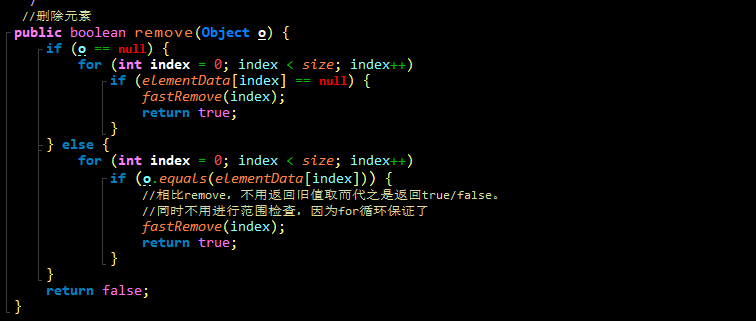 /
//删除元素
public boolean remove(Object o) {
if (o == null) {
for (int index = 0; index < size; index++)
if (elementData[index] == null) {
fastRemove(index);
return true;
}
} else {
for (int index = 0; index < size; index++)
if (o.equals(elementData[index])) {
//相比remove，不用返回旧值取而代之是返回true/false。
//同时不用进行范围检查，因为for循环保证了
fastRemove(index);
return true;
}
}
return false;
}